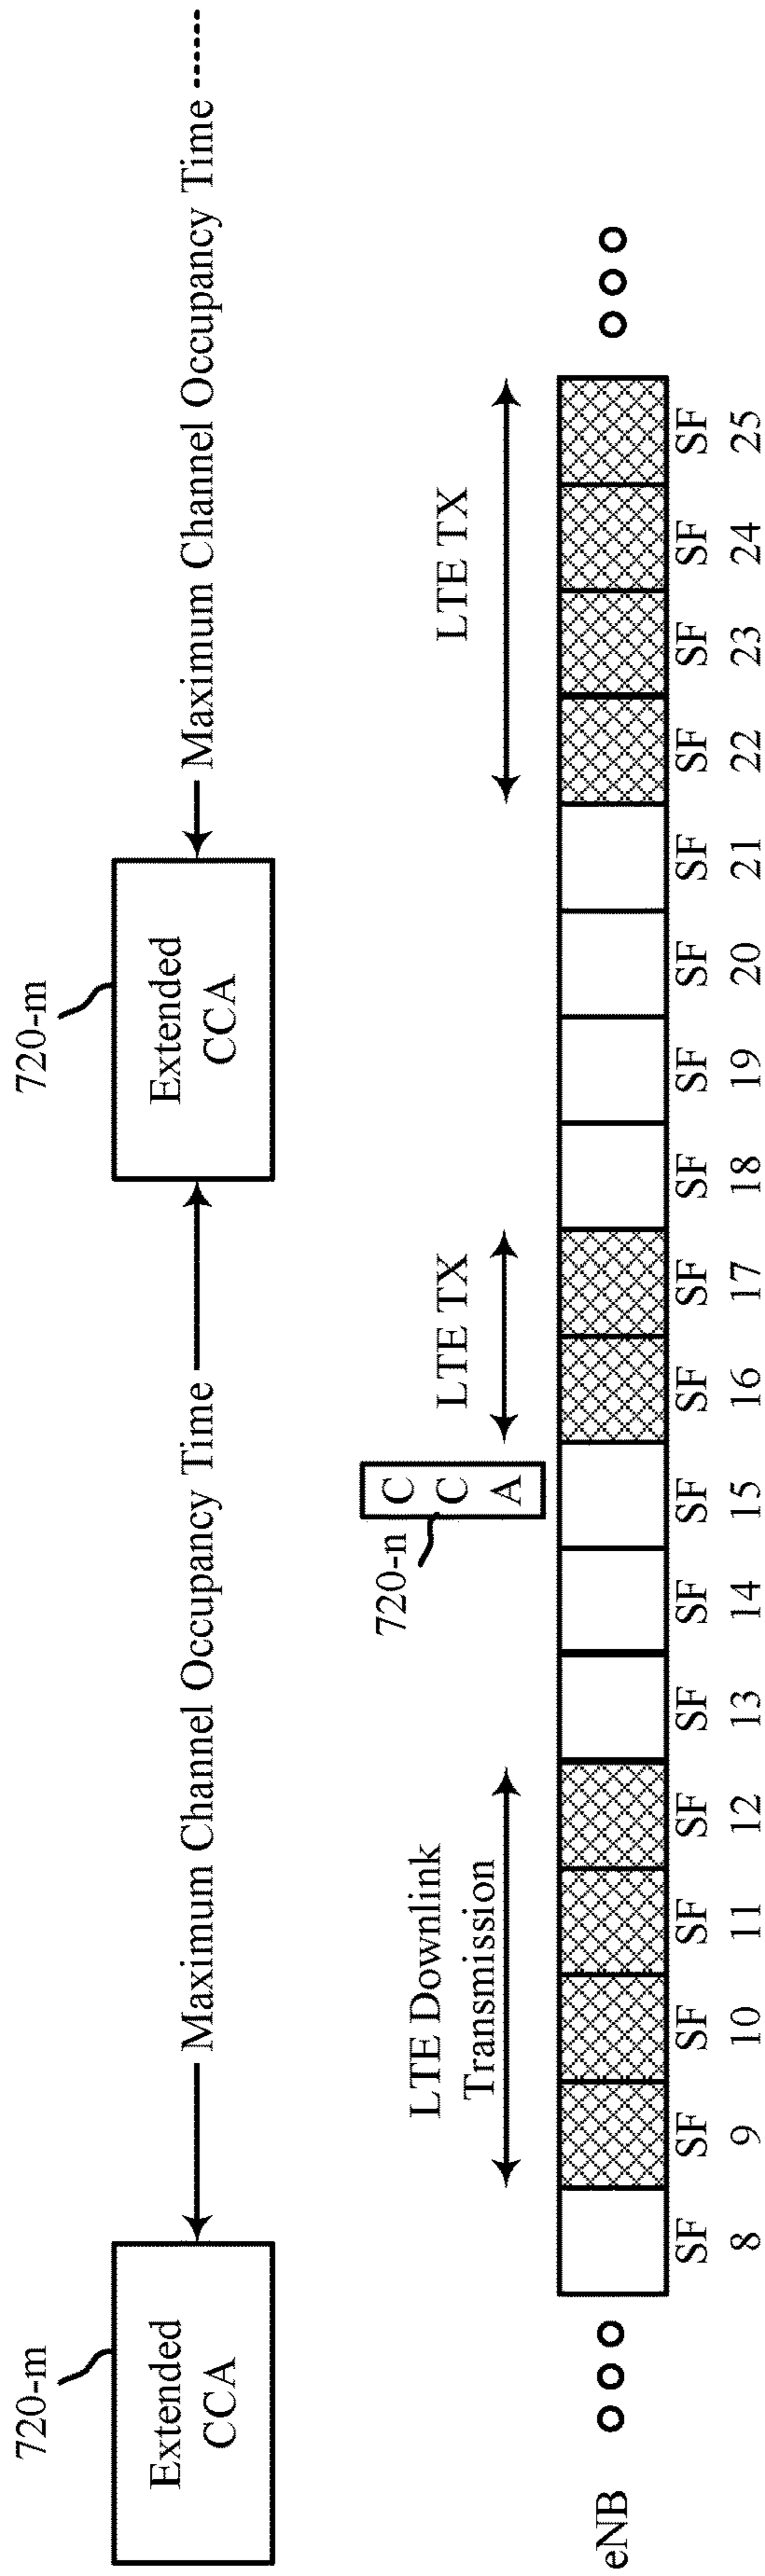 720-m
720-m
Extended
CCA
Maximum Channel Occupancy Time
Extended
CCA
Maximum Channel Occupancy Time
720-n
C
C
A
LTE Downlink
Transmission
LTE TX
LTE TX
eNB
SF SF SF SF SF SF SF SF SF SF SF SF SF SF SF SF SF SF
8 9 10 11 12 13 14 15 16 17 18 19 20 21 22 23 24 25